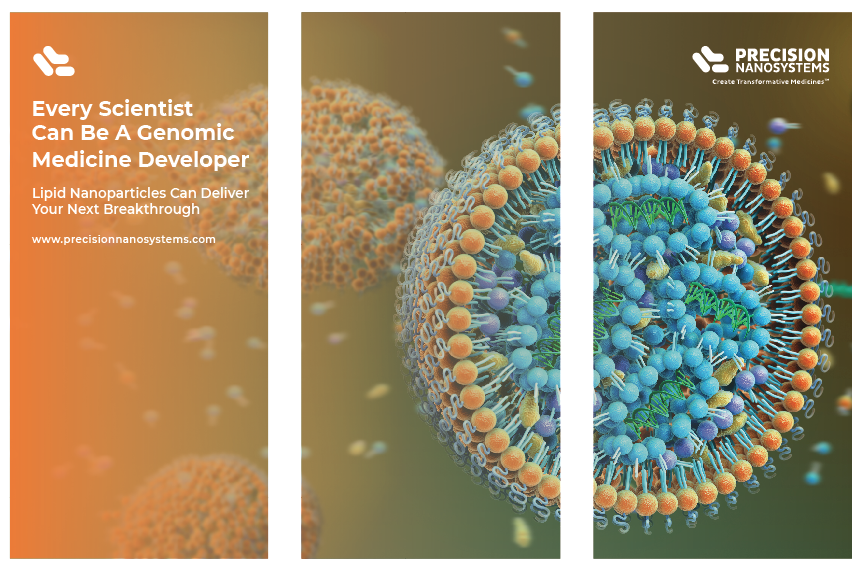 Every Scientist
Can Be A Genomic
Medicine Developer
Lipid Nanoparticles Can Deliver
Your Next Breakthrough
www.precisionnanosystems.com
PRECISION
NANOSYSTEMS
Create Transformative Medicines™